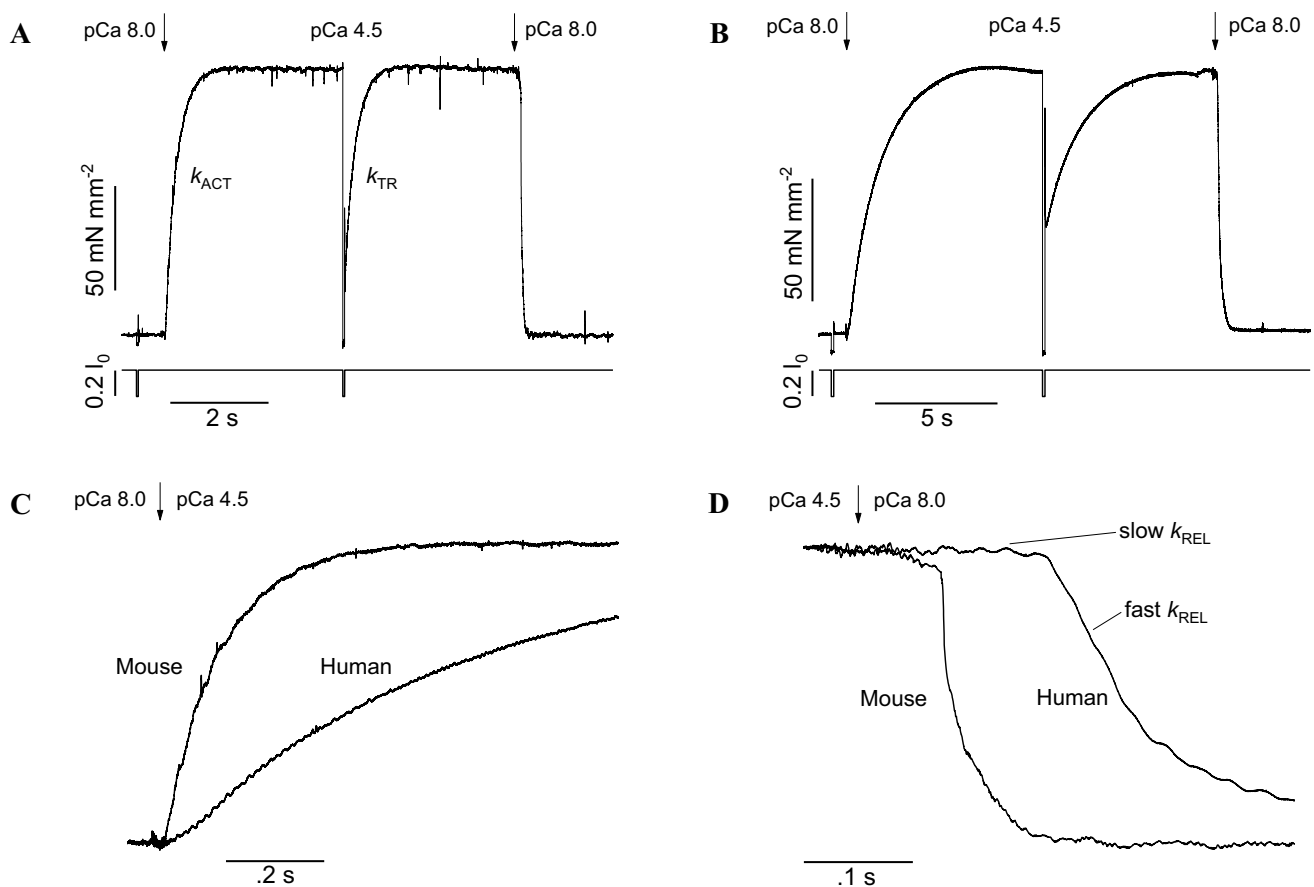 A
pCa 8.0 pCa 4.5 pCa 8.0
50 mN mm-2
kACT
kTR
0.2 l0
2 s
B
pCa 8.0 pCa 4.5 pCa 8.0
50 mN mm-2
0.2 l0
5 s
C
pCa 8.0 pCa 4.5
Mouse Human
.2 s
D
pCa 4.5 pCa 8.0
slow kREL
fast kREL
Mouse Human
.1 s